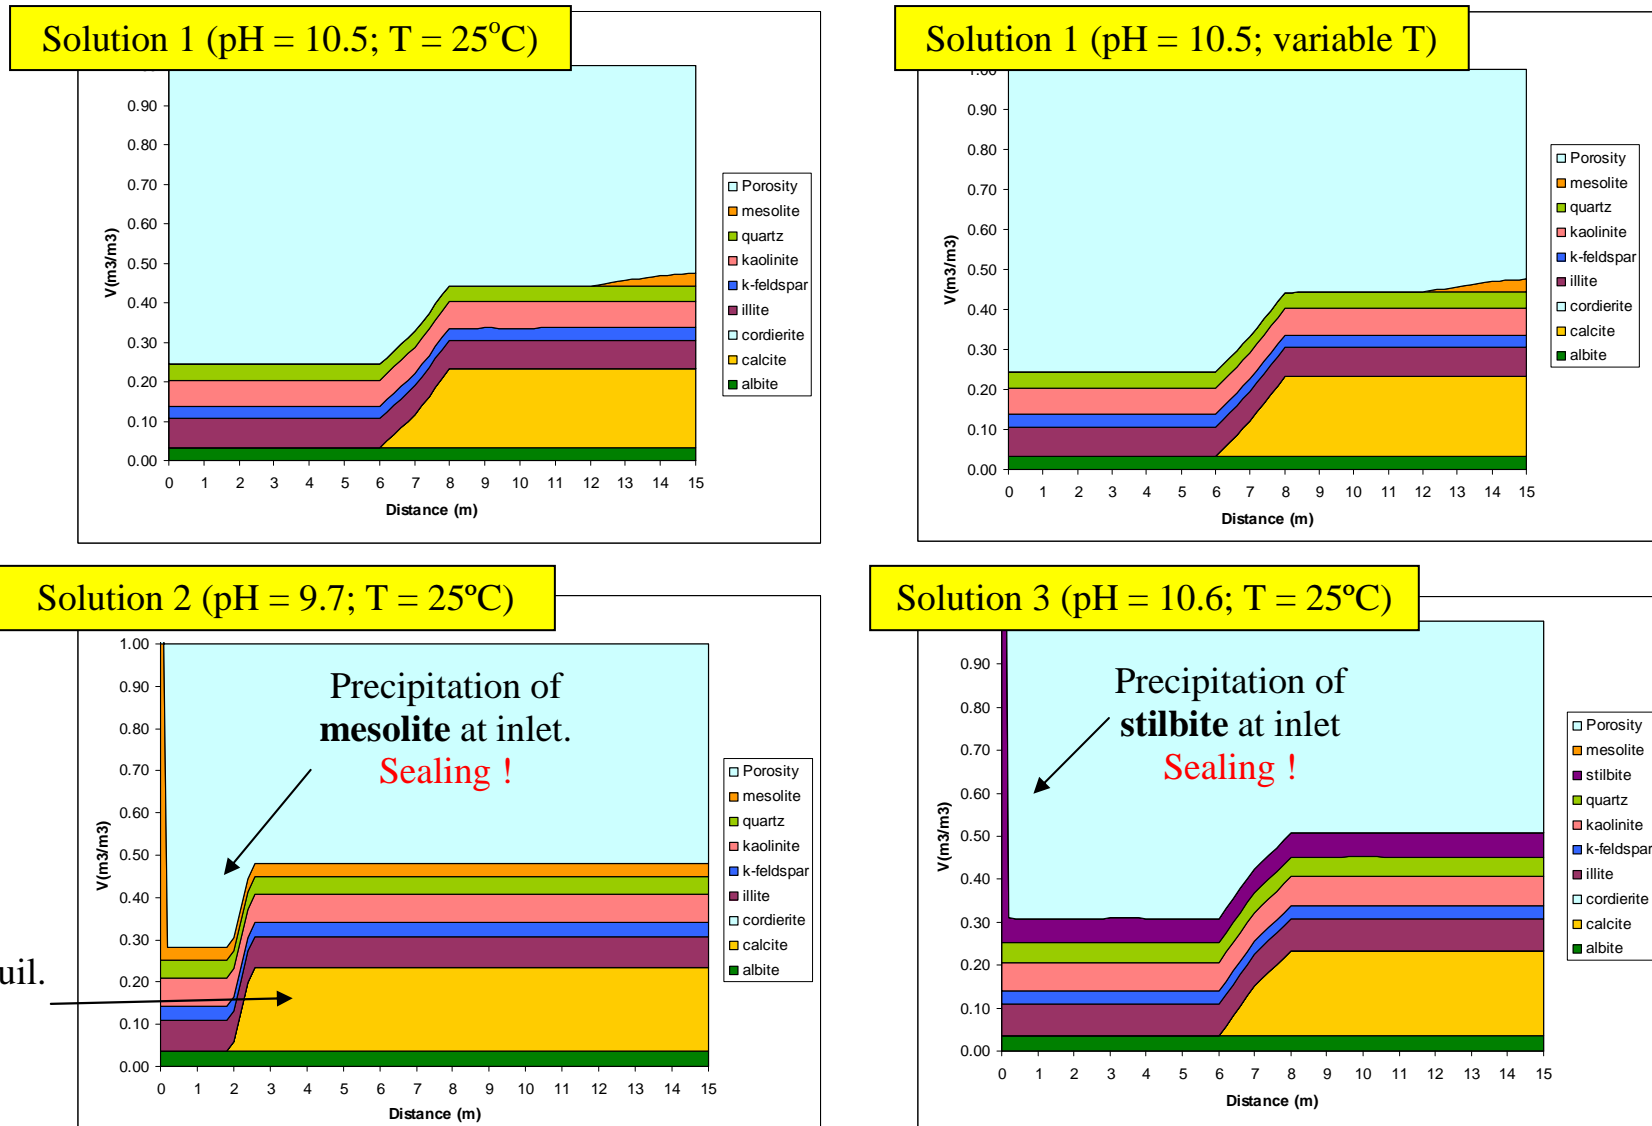 Solution 1 (pH = 10.5; T = 25°C)
0.90
0.80
0.70
0.60
0.50
0.40
0.30
0.20
0.10
0.00
V(m3/m3)
0 1 2 3 4 5 6 7 8 9 10 11 12 13 14 15
Distance (m)
Porosity
mesolite
quartz
kaolinite
k-feldspar
illite
cordierite
calcite
albite
Solution 1 (pH = 10.5; variable T)
1.00
0.90
0.80
0.70
0.60
0.50
0.40
0.30
0.20
0.10
0.00
V(m3/m3)
0 1 2 3 4 5 6 7 8 9 10 11 12 13 14 15
Distance (m)
Porosity
mesolite
quartz
kaolinite
k-feldspar
illite
cordierite
calcite
albite
Solution 2 (pH = 9.7; T = 25ºC)
1.00
0.90
0.80
0.70
0.60
0.50
0.40
0.30
0.20
0.10
0.00
V(m3/m3)
Precipitation of
mesolite at inlet.
Sealing !
uil.
0 1 2 3 4 5 6 7 8 9 10 11 12 13 14 15
Distance (m)
Porosity
mesolite
quartz
kaolinite
k-feldspar
illite
cordierite
calcite
albite
Solution 3 (pH = 10.6; T = 25ºC)
0.90
0.80
0.70
0.60
0.50
0.40
0.30
0.20
0.10
0.00
V(m3/m3)
Precipitation of
stilbite at inlet
Sealing !
0 1 2 3 4 5 6 7 8 9 10 11 12 13 14 15
Distance (m)
Porosity
mesolite
stilbite
quartz
kaolinite
k-feldspar
illite
cordierite
calcite
albite